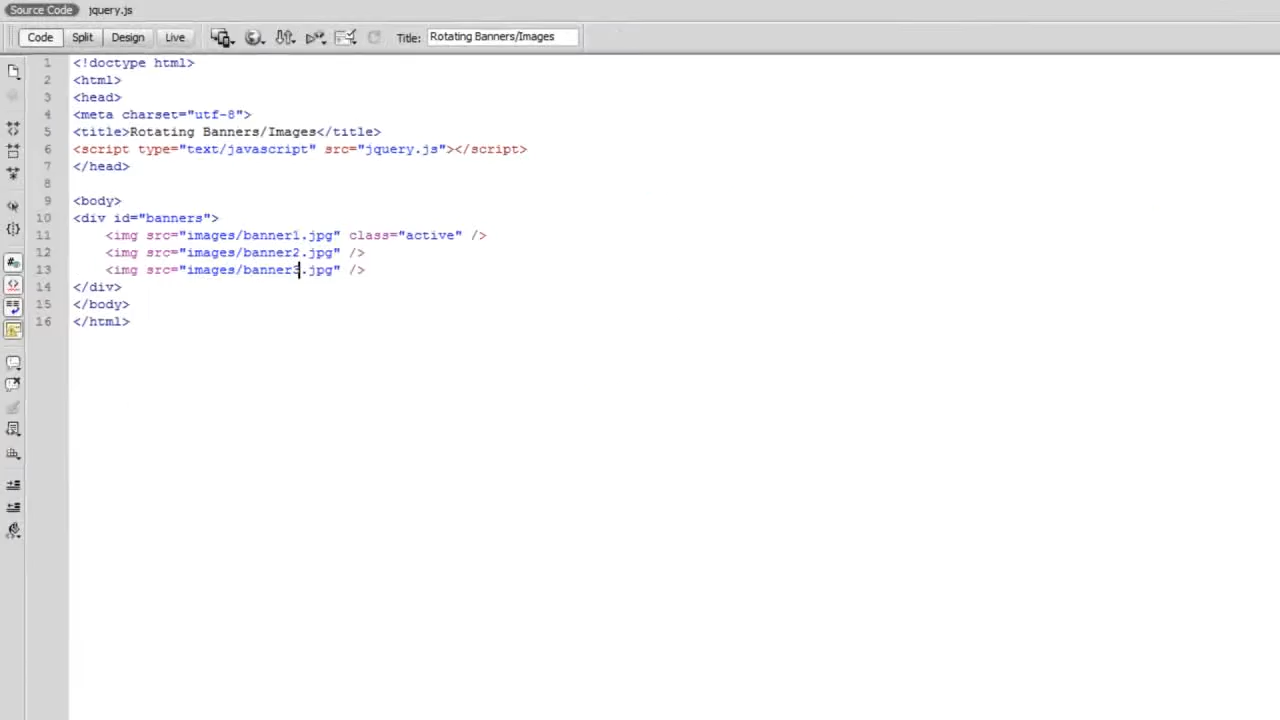 Source Code jquery.js
Code Split Design Live Title: Rotating Banners/Images
1 <!doctype html>
2 <html>
3 <head>
4 <meta charset="utf-8">
5 <title>Rotating Banners/Images</title>
6 <script type="text/javascript" src="jquery.js"></script>
7 </head>
8
9 <body>
10 <div id="banners">
11 <img src="images/banner1.jpg" class="active" />
12 <img src="images/banner2.jpg" />
13 <img src="images/banner3.jpg" />
14 </div>
15 </body>
16 </html>